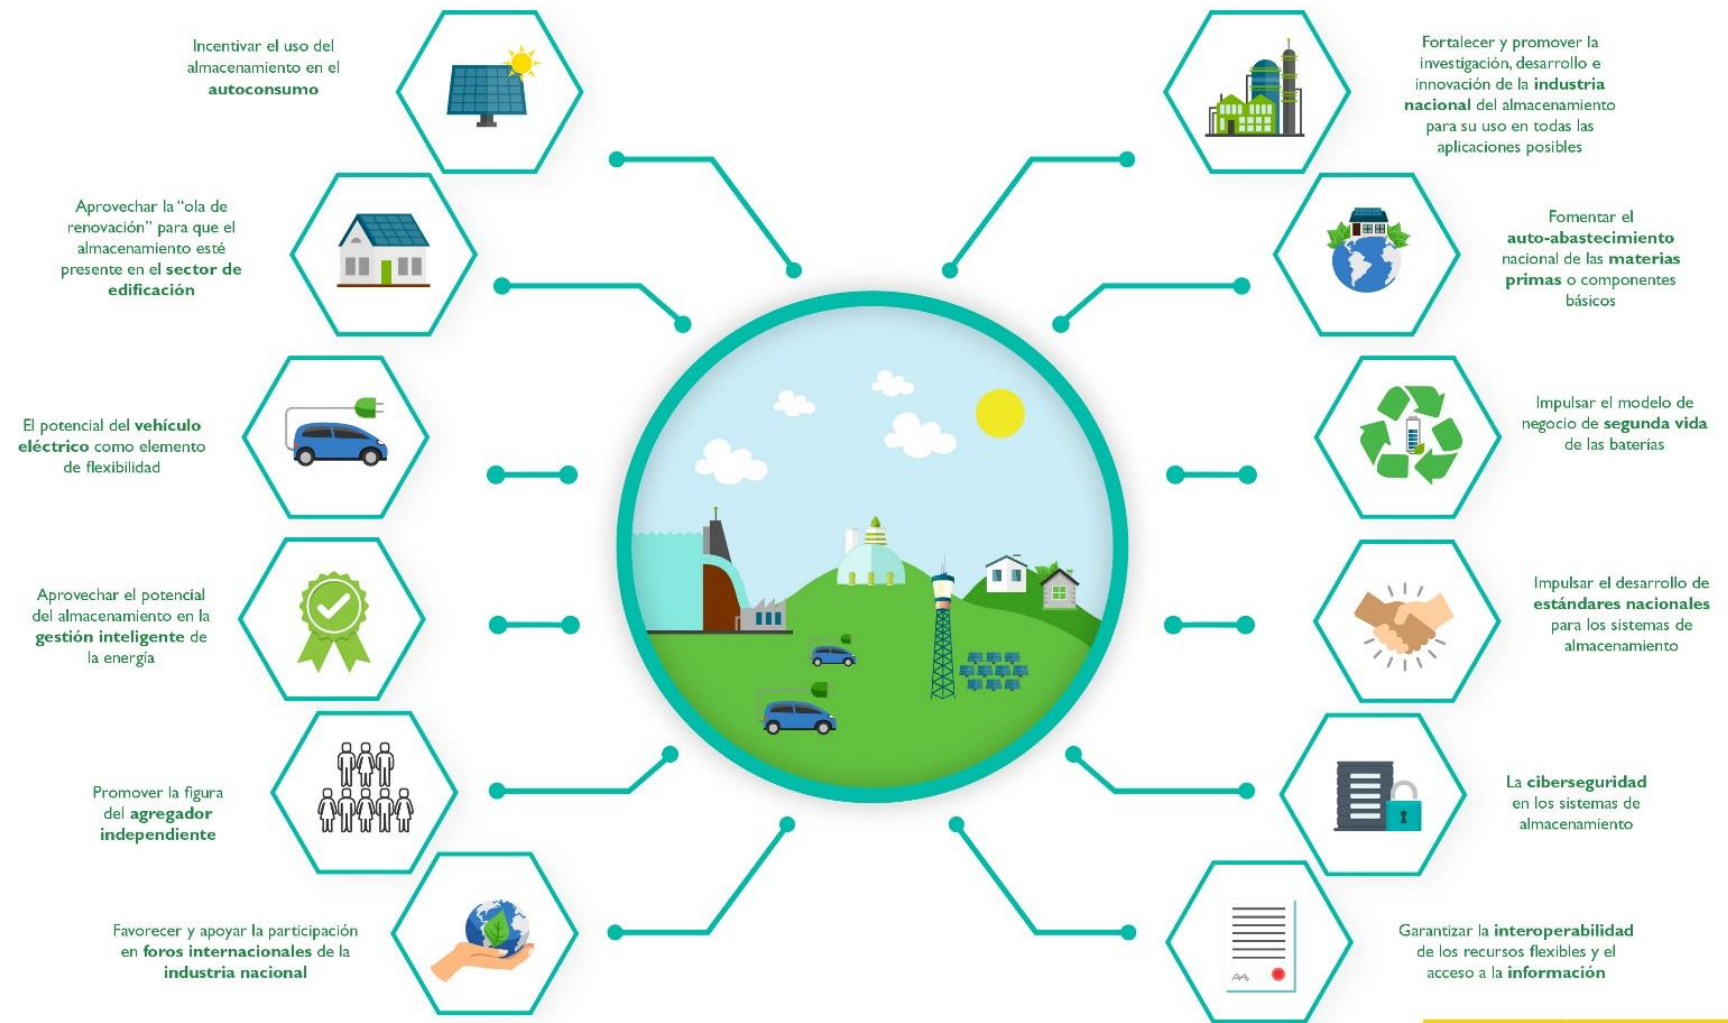 Incentivar el uso del
almacenamiento en el
autoconsumo
Aprovechar la “ola de
renovación” para que el
almacenamiento esté
presente en el sector de
edificación
El potencial del vehículo
eléctrico como elemento
de flexibilidad
Aprovechar el potencial
del almacenamiento en la
gestión inteligente de
la energía
Promover la figura
del agregador
independiente
Favorecer y apoyar la participación
en foros internacionales de la
industria nacional
Fortalecer y promover la
investigación, desarrollo e
innovación de la industria
nacional del almacenamiento
para su uso en todas las
aplicaciones posibles
Fomentar el
auto-abastecimiento
nacional de las materias
primas o componentes
básicos
Impulsar el modelo de
negocio de segunda vida
de las baterías
Impulsar el desarrollo de
estándares nacionales
para los sistemas de
almacenamiento
La ciberseguridad
en los sistemas de
almacenamiento
Garantizar la interoperabilidad
de los recursos flexibles y el
acceso a la información